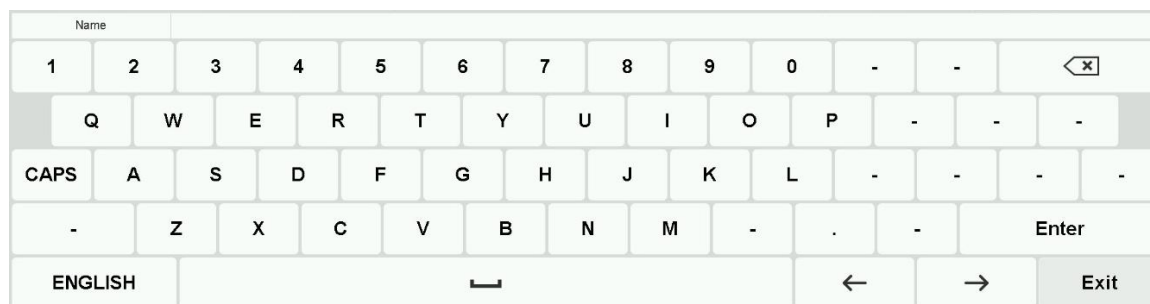 Name
1 2 3 4 5 6 7 8 9 0 - -
Q W E R T Y U I O P - - -
CAPS A S D F G H J K L - - - -
- Z X C V B N M - . - Enter
ENGLISH ← → Exit